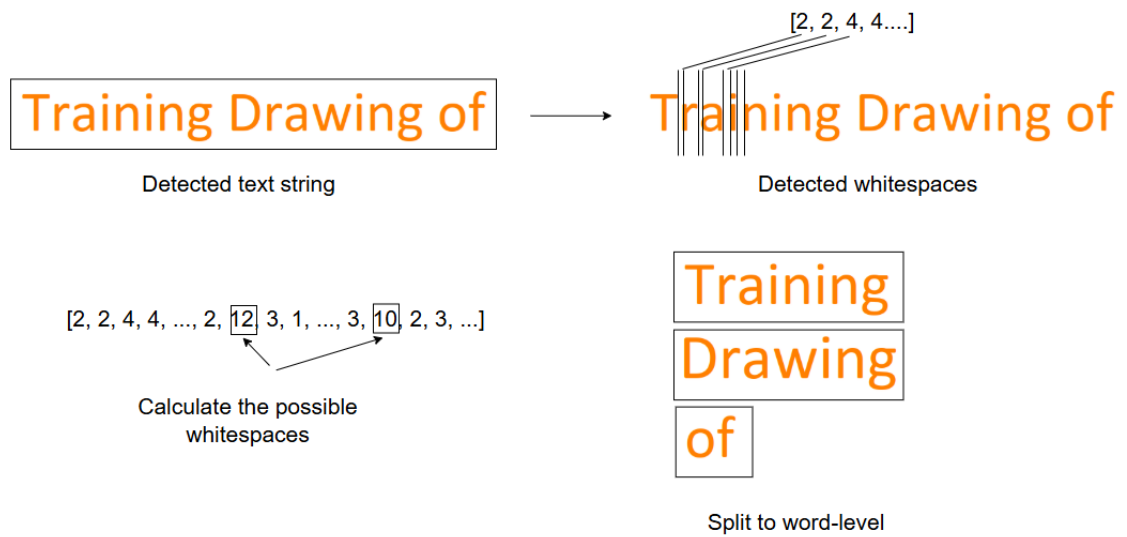 [2, 2, 4, 4....]
Training Drawing of
Training Drawing of
Detected text string
Detected whitespaces
[2, 2, 4, 4, ..., 2, 12, 3, 1, ..., 3, 10, 2, 3, ...]
Calculate the possible
whitespaces
Training
Drawing
of
Split to word-level